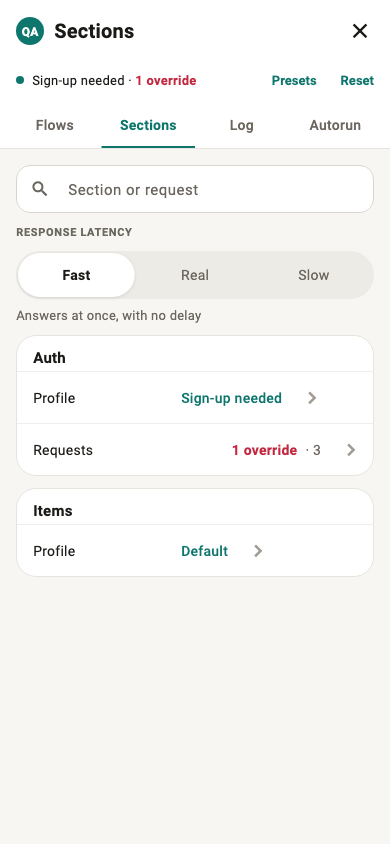 QA Sections
Sign-up needed · 1 override Presets Reset
Flows Sections Log Autorun
Section or request
RESPONSE LATENCY
Fast Real Slow
Answers at once, with no delay
Auth
Profile Sign-up needed
Requests 1 override · 3
Items
Profile Default